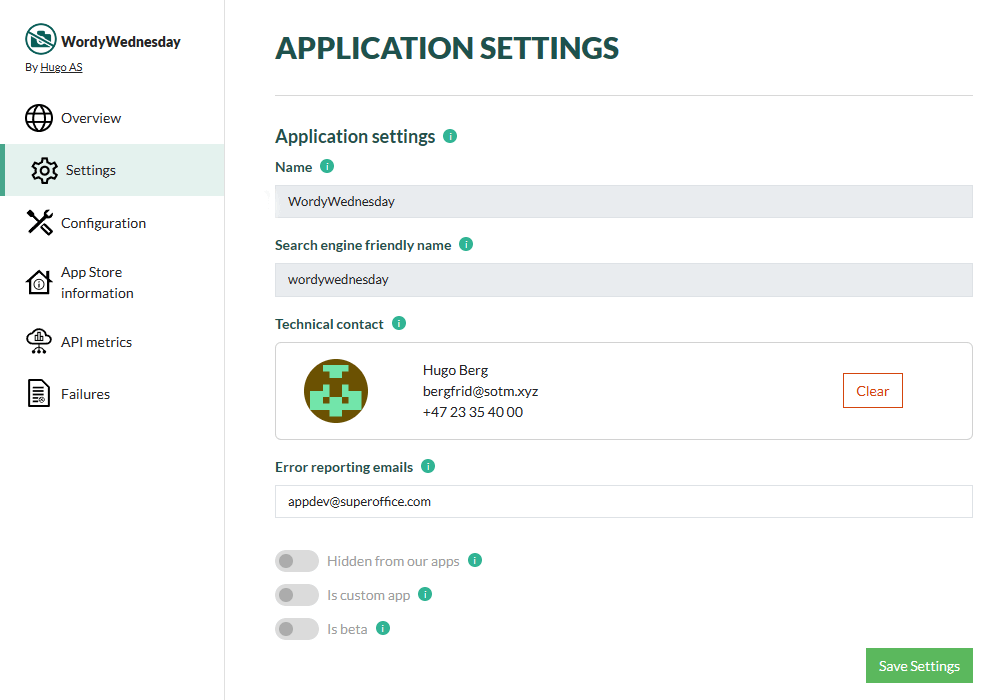 WordyWednesday
By Hugo AS
Overview
Settings
Configuration
App Store
information
API metrics
Failures
APPLICATION SETTINGS
Application settings
Name
WordyWednesday
Search engine friendly name
wordywednesday
Technical contact
Hugo Berg
bergfrid@sotm.xyz
+47 23 35 40 00
Clear
Error reporting emails
appdev@superoffice.com
Hidden from our apps
Is custom app
Is beta
Save Settings